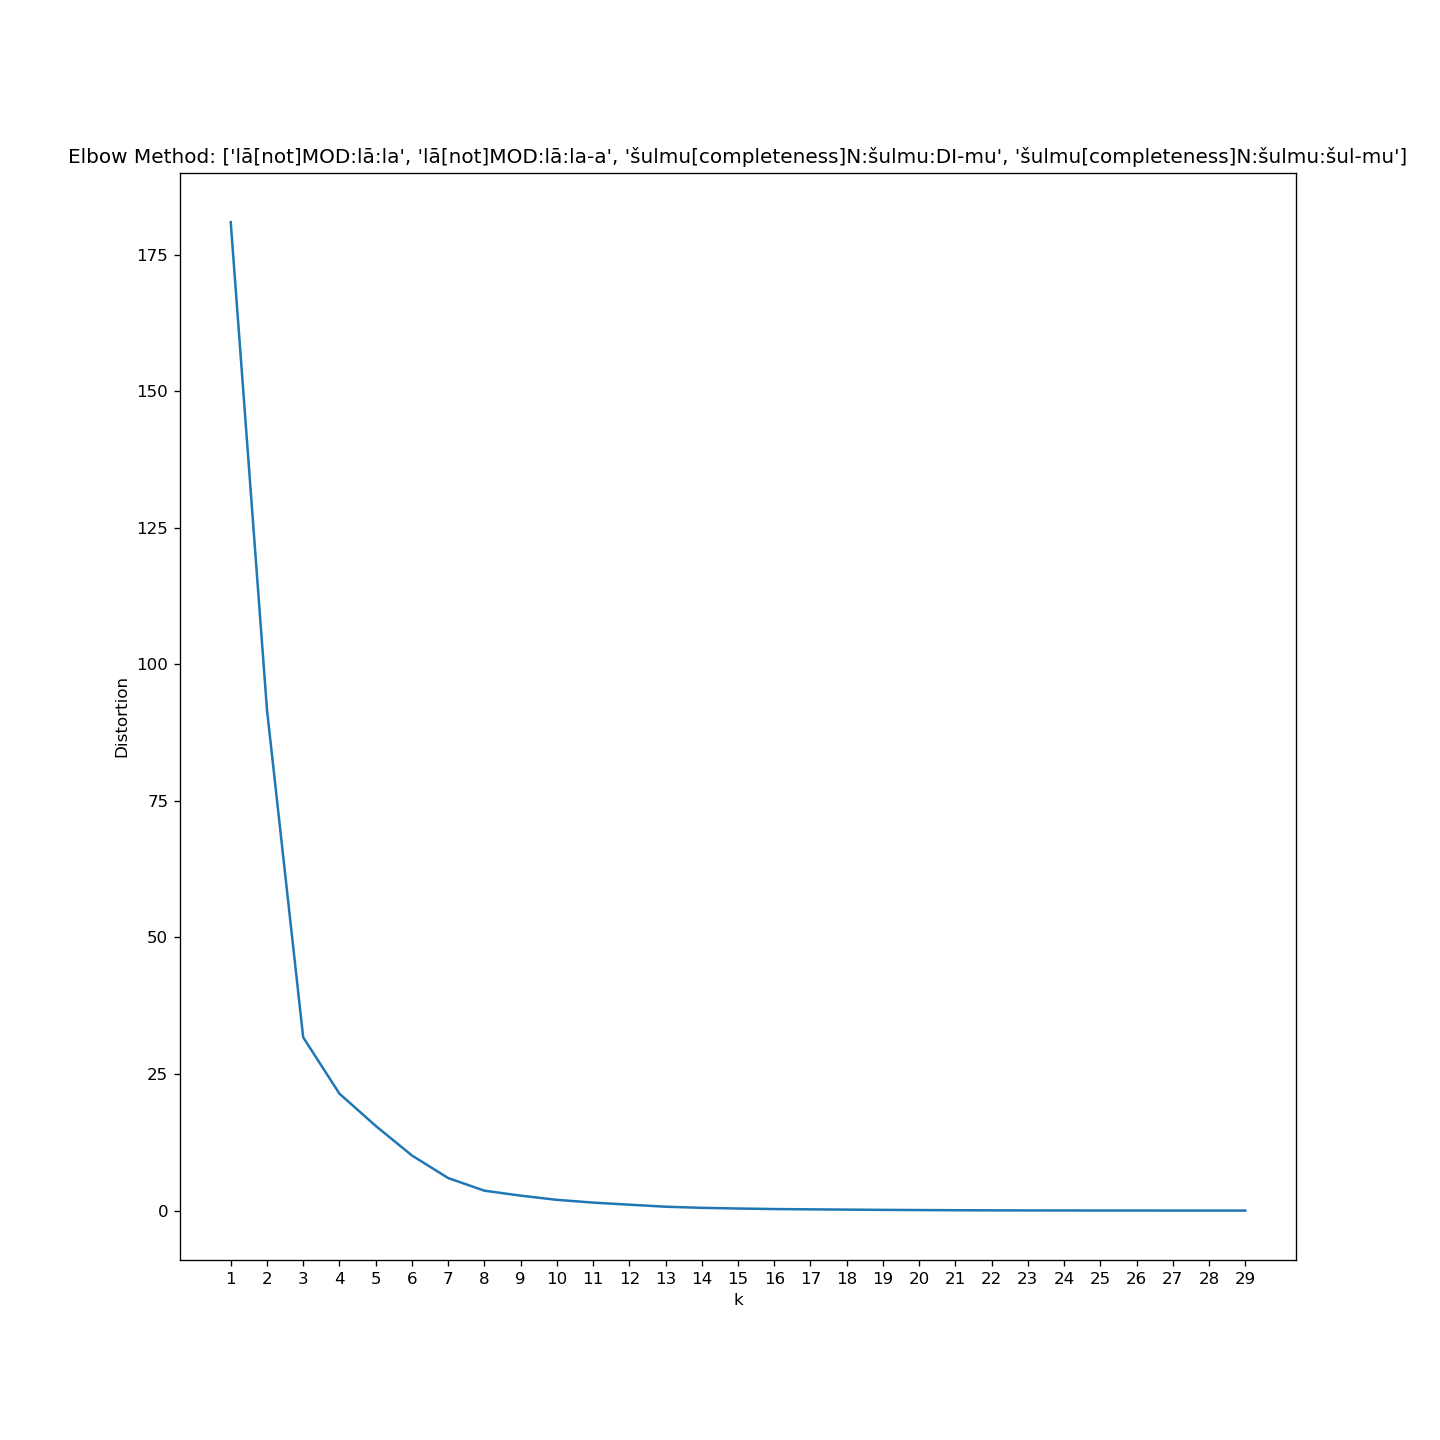 Elbow Method: ['lā[not]MOD:lā:la', 'lā[not]MOD:lā:la-a', 'šulmu[completeness]N:šulmu:DI-mu', 'šulmu[completeness]N:šulmu:šul-mu']
175
150
125
100
75
50
25
0
Distortion
1 2 3 4 5 6 7 8 9 10 11 12 13 14 15 16 17 18 19 20 21 22 23 24 25 26 27 28 29
k